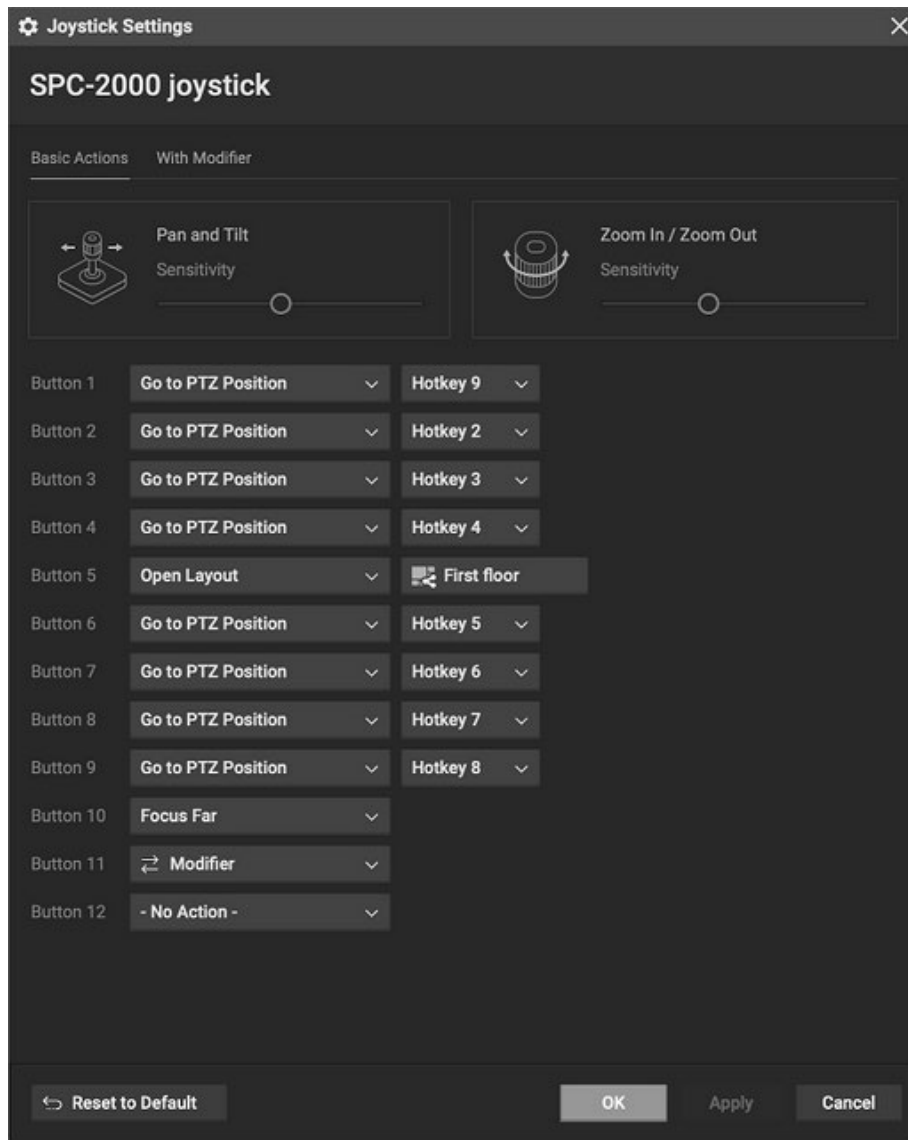 Joystick Settings
SPC-2000 joystick
Basic Actions With Modifier
Pan and Tilt
Sensitivity
Zoom In / Zoom Out
Sensitivity
Button 1 Go to PTZ Position Hotkey 9
Button 2 Go to PTZ Position Hotkey 2
Button 3 Go to PTZ Position Hotkey 3
Button 4 Go to PTZ Position Hotkey 4
Button 5 Open Layout First floor
Button 6 Go to PTZ Position Hotkey 5
Button 7 Go to PTZ Position Hotkey 6
Button 8 Go to PTZ Position Hotkey 7
Button 9 Go to PTZ Position Hotkey 8
Button 10 Focus Far
Button 11 Modifier
Button 12 - No Action -
Reset to Default OK Apply Cancel